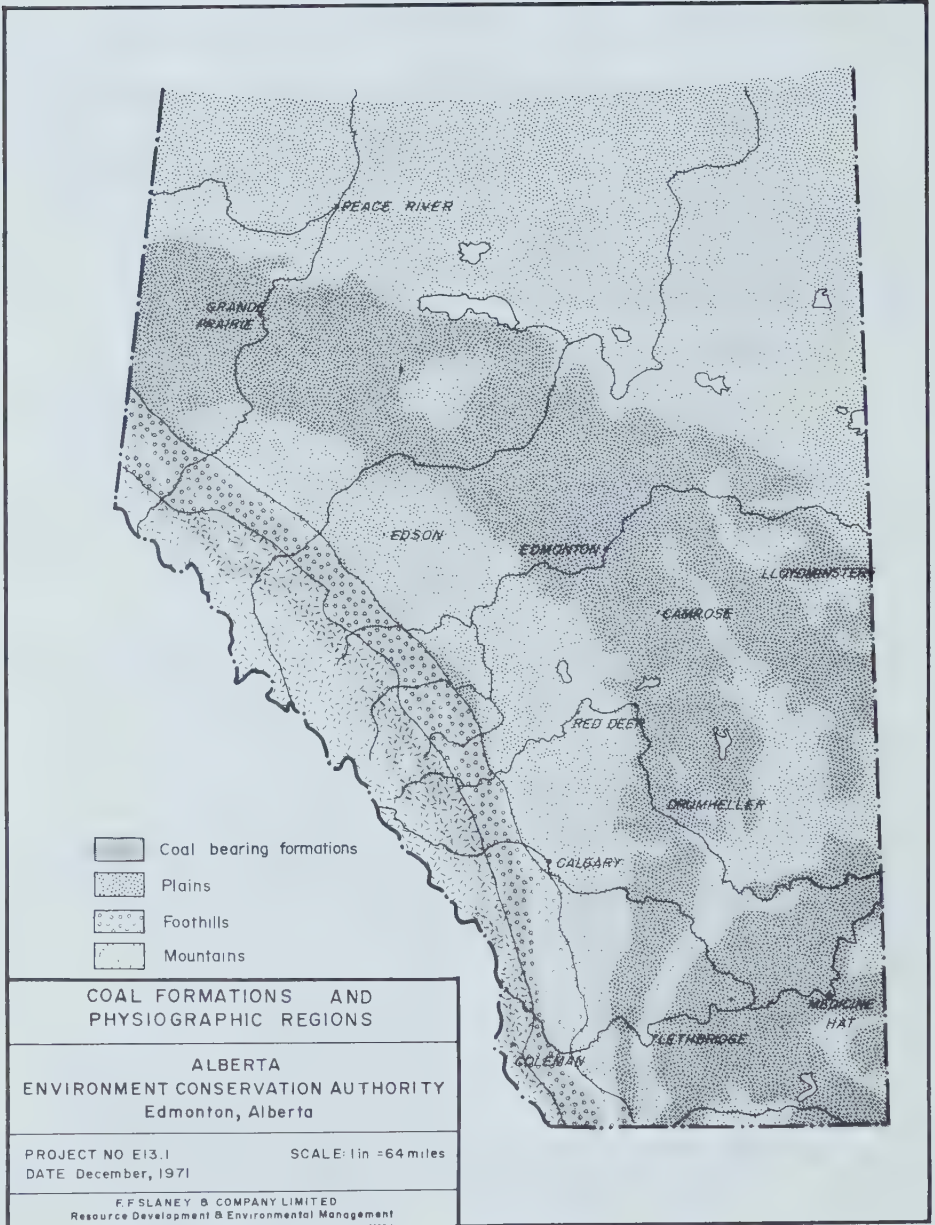 PEACE RIVER
GRANDE
PRAIRIE
EDSON
EDMONTON
LLOYDMINSTER
CAMROSE
RED DEER
DRUMHELLER
CALGARY
MEDICINE
HAT
LETHBRIDGE
COLEMAN
Coal bearing formations
Plains
Foothills
Mountains
COAL FORMATIONS AND
PHYSIOGRAPHIC REGIONS
ALBERTA
ENVIRONMENT CONSERVATION AUTHORITY
Edmonton, Alberta
PROJECT NO E13.1
SCALE: 1in =64 miles
DATE December, 1971
F. F SLANEY & COMPANY LIMITED
Resource Development & Environmental Management